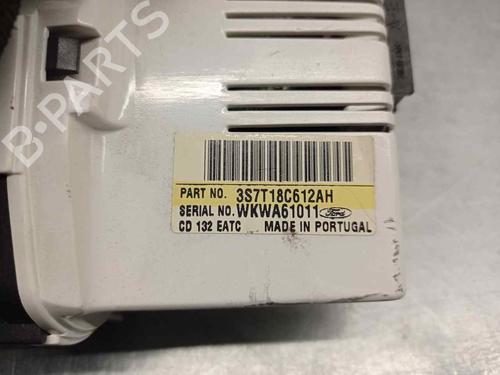 B-PARTS
PART NO. 3S7T18C612AH
SERIAL NO. WKWA61011 Ford
CD 132 EATC MADE IN PORTUGAL